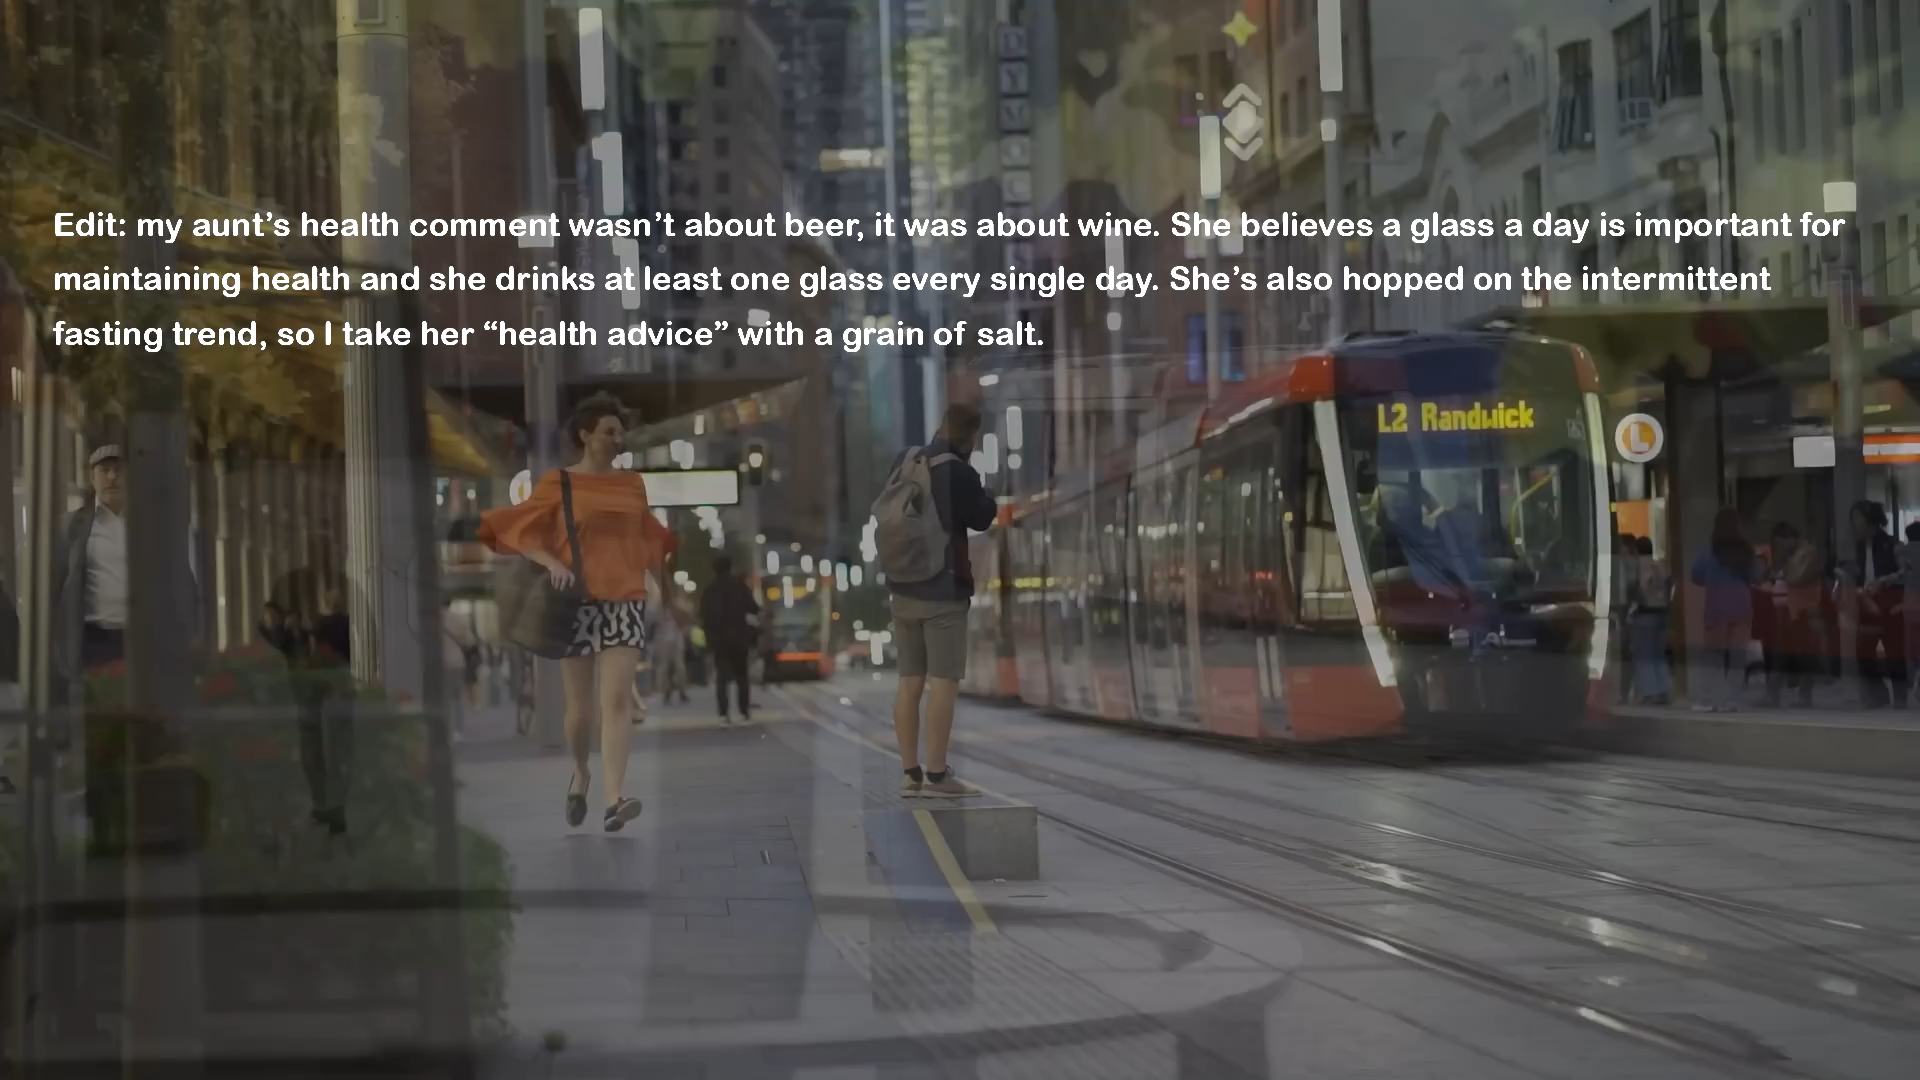 DYMOC
Edit: my aunt’s health comment wasn’t about beer, it was about wine. She believes a glass a day is important for
maintaining health and she drinks at least one glass every single day. She’s also hopped on the intermittent
fasting trend, so I take her “health advice” with a grain of salt.
L2 Randwick
L